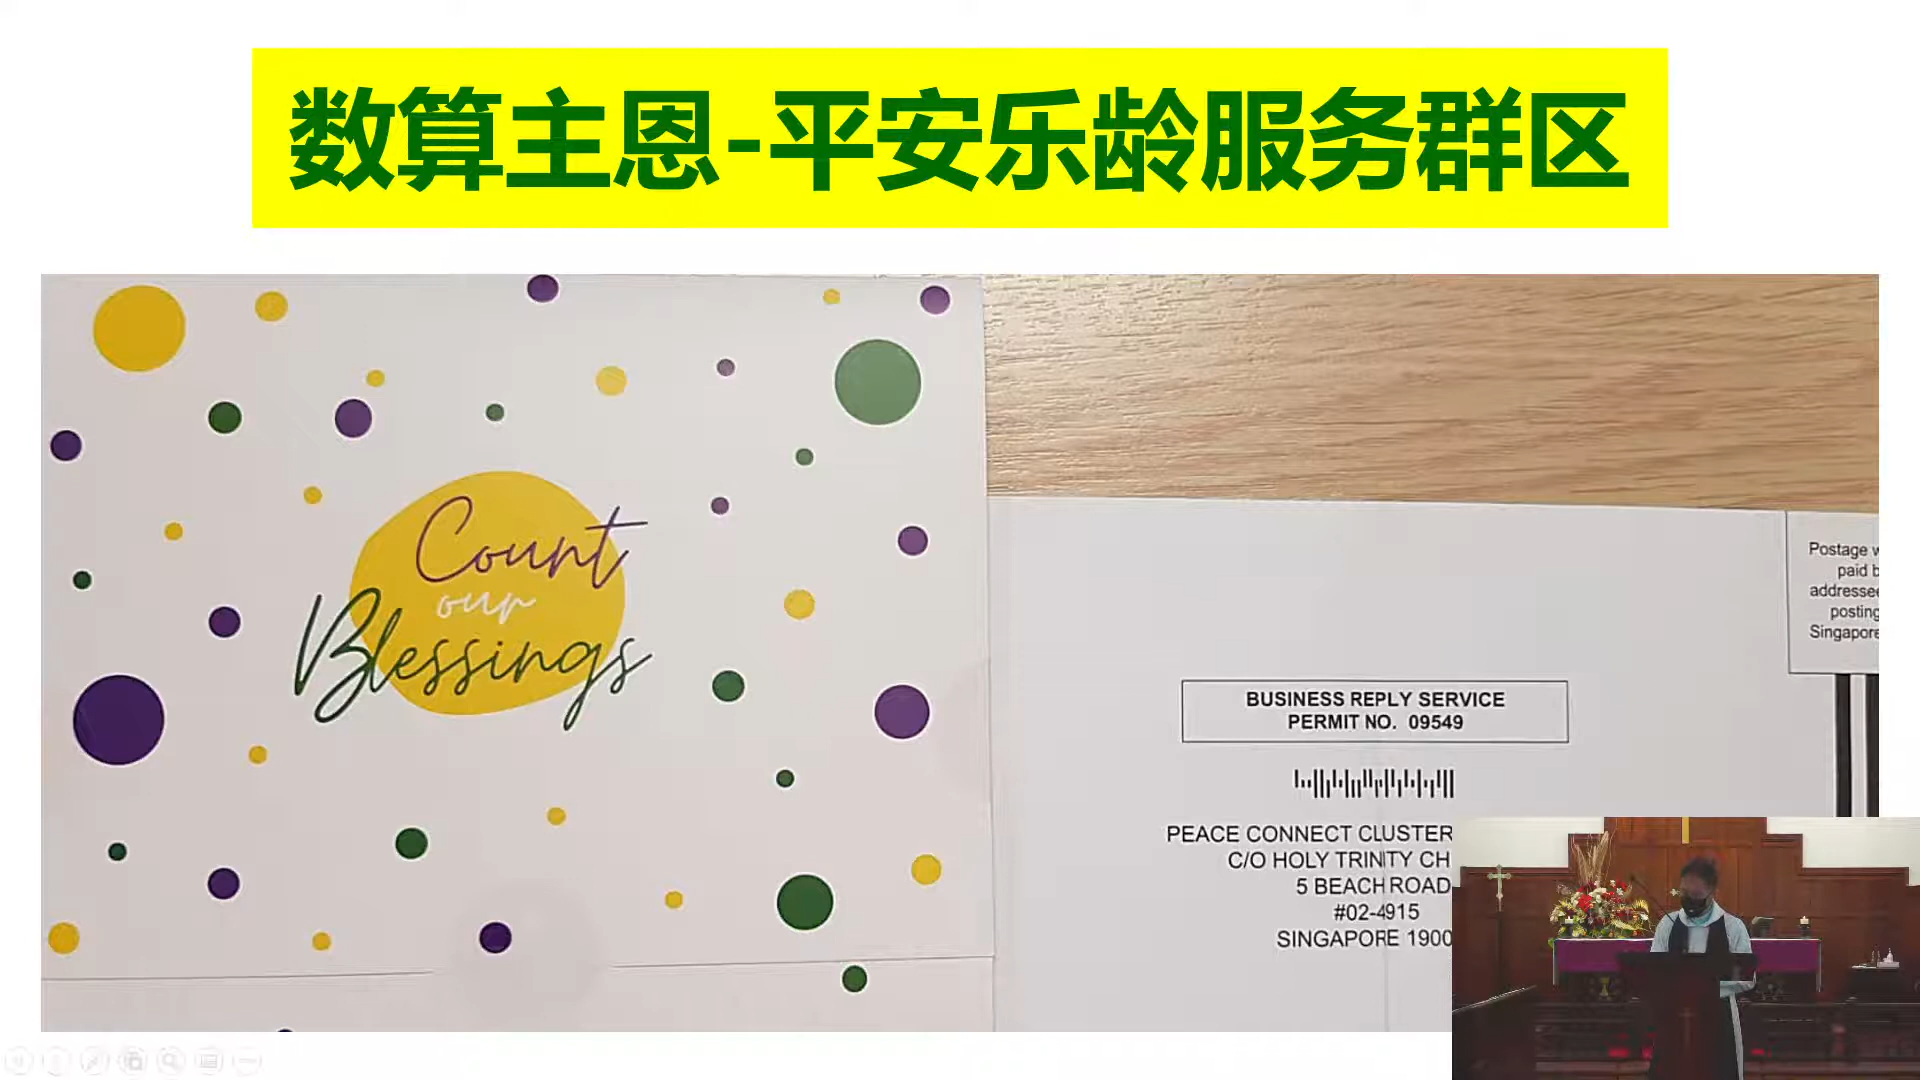 数算主恩-平安乐龄服务群区
Count
our
Blessings
Postage
paid
addressee
posting
Singapore
BUSINESS REPLY SERVICE
PERMIT NO. 09549
PEACE CONNECT CLUSTER
C/O HOLY TRINITY CH
5 BEACH ROAD
#02-4915
SINGAPORE 1900